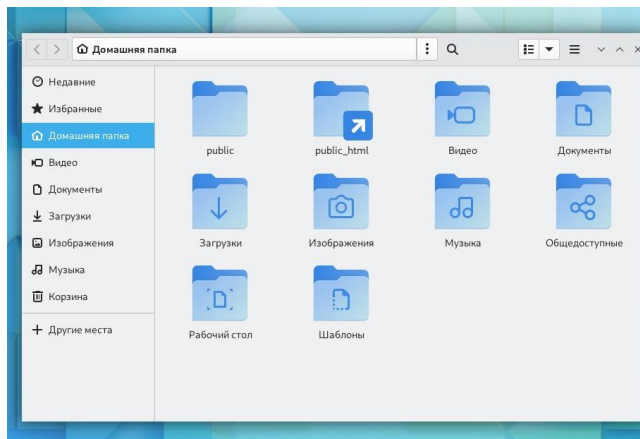 Домашняя папка
Недавние
Избранные
Домашняя папка
Видео
Документы
Загрузки
Изображения
Музыка
Корзина
Другие места
public
public_html
Видео
Документы
Загрузки
Изображения
Музыка
Общедоступные
Рабочий стол
Шаблоны